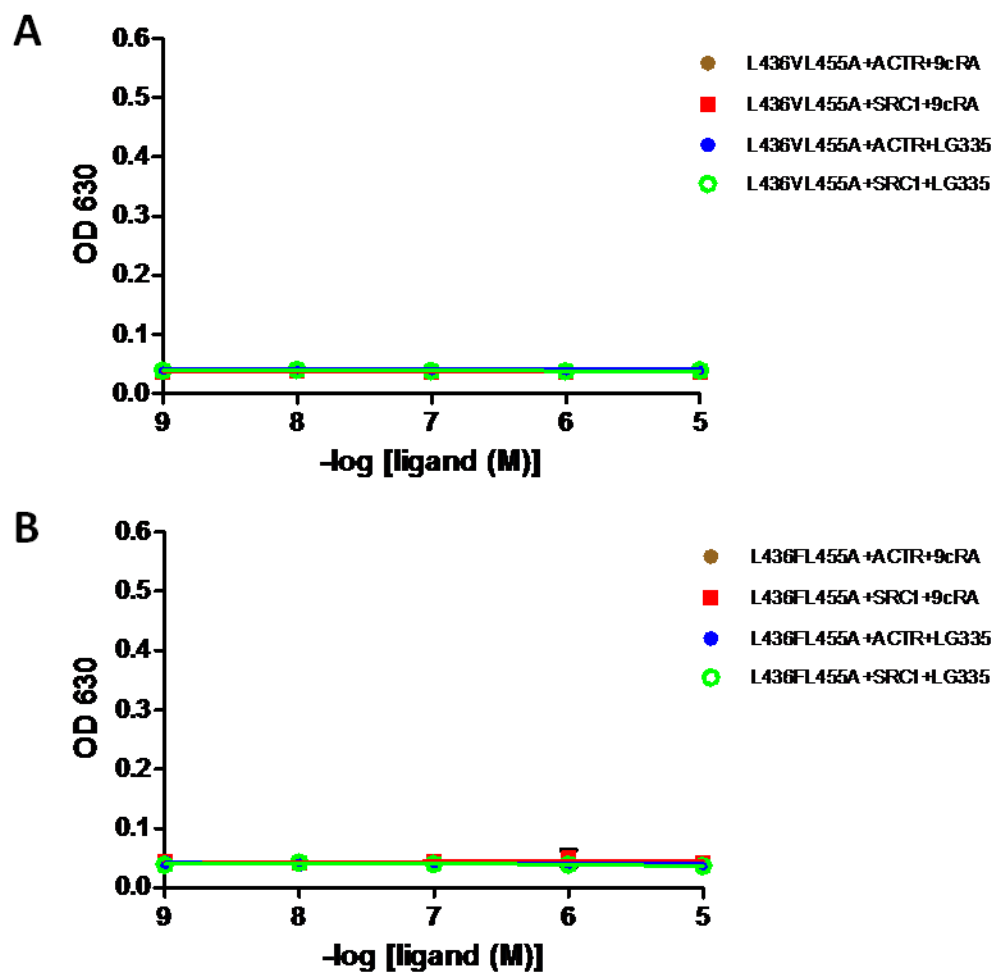 A
0.6
0.5
0.4
0.3
0.2
0.1
0.0
OD 630
9 8 7 6 5
-log [ligand (M)]
L436VL455A+ACTR+9cRA
L436VL455A+SRC1+9cRA
L436VL455A+ACTR+LG335
L436VL455A+SRC1+LG335
B
0.6
0.5
0.4
0.3
0.2
0.1
0.0
OD 630
9 8 7 6 5
-log [ligand (M)]
L436FL455A+ACTR+9cRA
L436FL455A+SRC1+9cRA
L436FL455A+ACTR+LG335
L436FL455A+SRC1+LG335